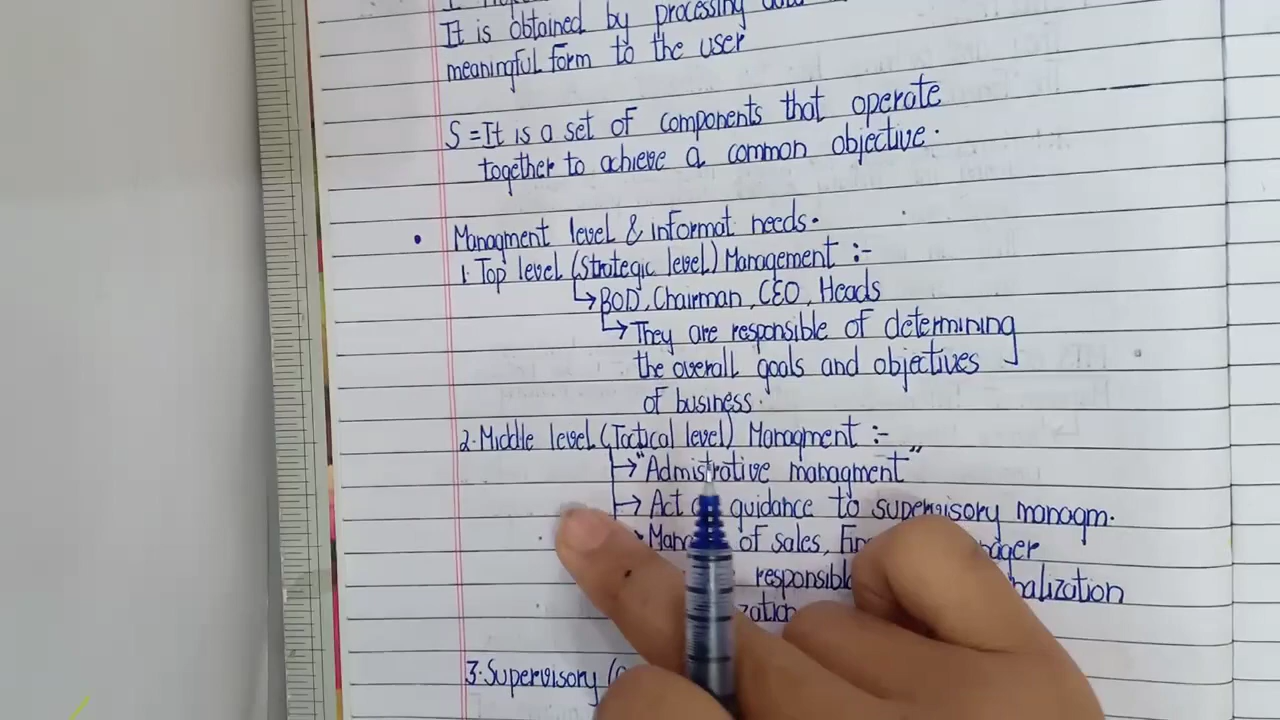 It is obtained by processing data
meaningful form to the user
S = It is a set of components that operate
together to achieve a common objective.
• Managment level & informat needs.
1. Top level (Strategic level) Management :-
↳ BOD, Chairman, CEO, Heads
↳ They are responsible of determining
the overall goals and objectives
of business.
2. Middle level (Tactical level) Managment :-
→ "Admistrative managment"
→ Act guidance to supervisory managm.
of sales,
responsible
3. Supervisory